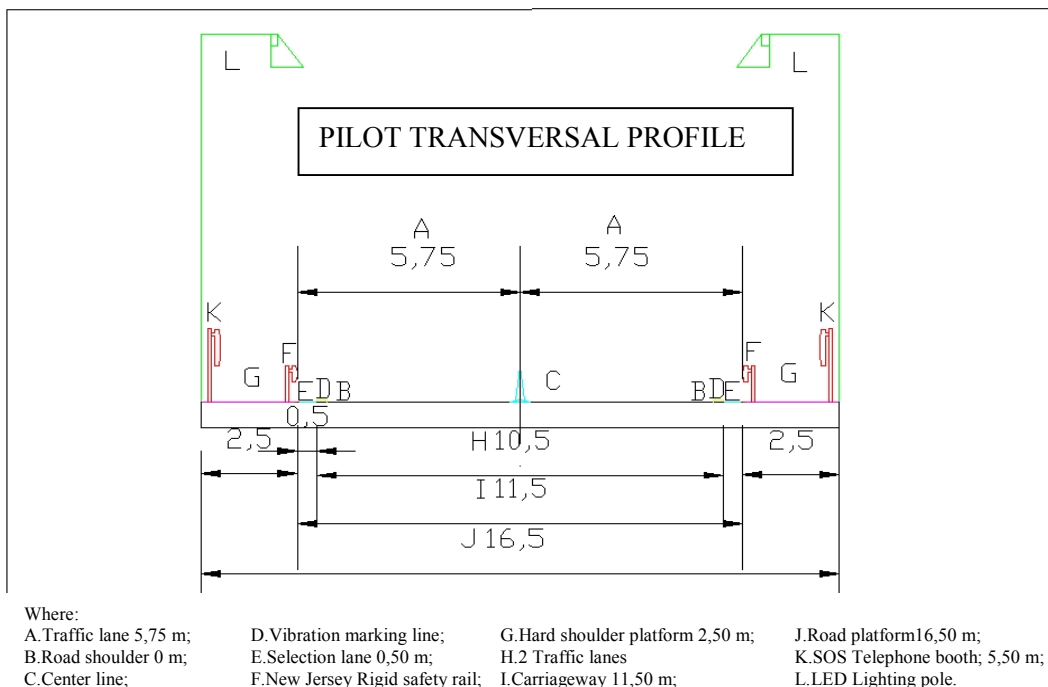 L L
PILOT TRANSVERSAL PROFILE
A A
5,75 5,75
K K
F F
G E D B C B D E G
0,5
2,5 H10,5 2,5
I 11,5
J 16,5
Where:
A.Traffic lane 5,75 m; D.Vibration marking line; G.Hard shoulder platform 2,50 m; J.Road platform16,50 m;
B.Road shoulder 0 m; E.Selection lane 0,50 m; H.2 Traffic lanes K.SOS Telephone booth; 5,50 m;
C.Center line; F.New Jersey Rigid safety rail; I.Carriageway 11,50 m; L.LED Lighting pole.